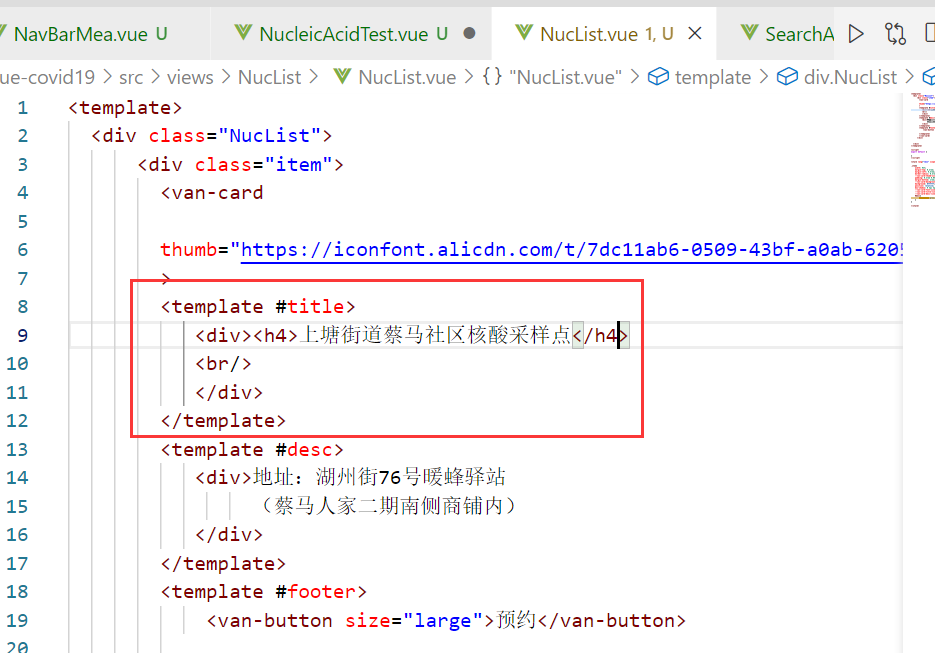 NavBarMea.vue U
NucleicAcidTest.vue U
NucList.vue 1, U
SearchA
ue-covid19 > src > views > NucList > NucList.vue > {} "NucList.vue" > template > div.NucList >
1 <template>
2 <div class="NucList">
3 <div class="item">
4 <van-card
5
6 thumb="https://iconfont.alicdn.com/t/7dc11ab6-0509-43bf-a0ab-6205
7 >
8 <template #title>
9 <div><h4>上塘街道蔡马社区核酸采样点</h4>
10 <br/>
11 </div>
12 </template>
13 <template #desc>
14 <div>地址：湖州街76号暖蜂驿站
15 （蔡马人家二期南侧商铺内）
16 </div>
17 </template>
18 <template #footer>
19 <van-button size="large">预约</van-button>
20